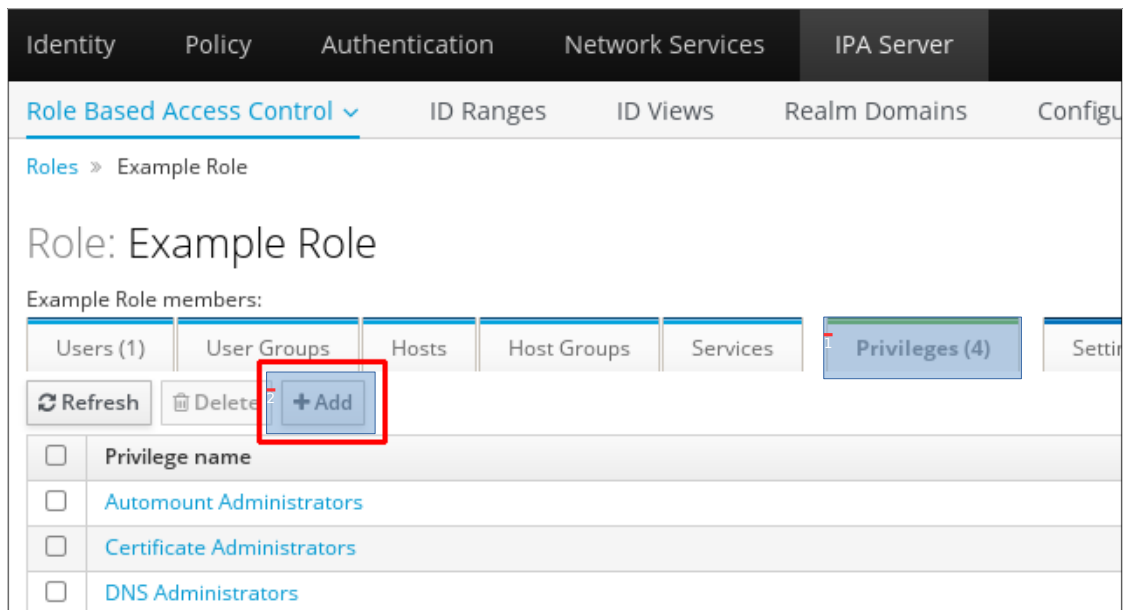 Identity Policy Authentication Network Services IPA Server
Role Based Access Control ID Ranges ID Views Realm Domains Configu
Roles » Example Role
Role: Example Role
Example Role members:
Users (1) User Groups Hosts Host Groups Services 1 Privileges (4) Settin
Refresh Delete 2 + Add
Privilege name
Automount Administrators
Certificate Administrators
DNS Administrators